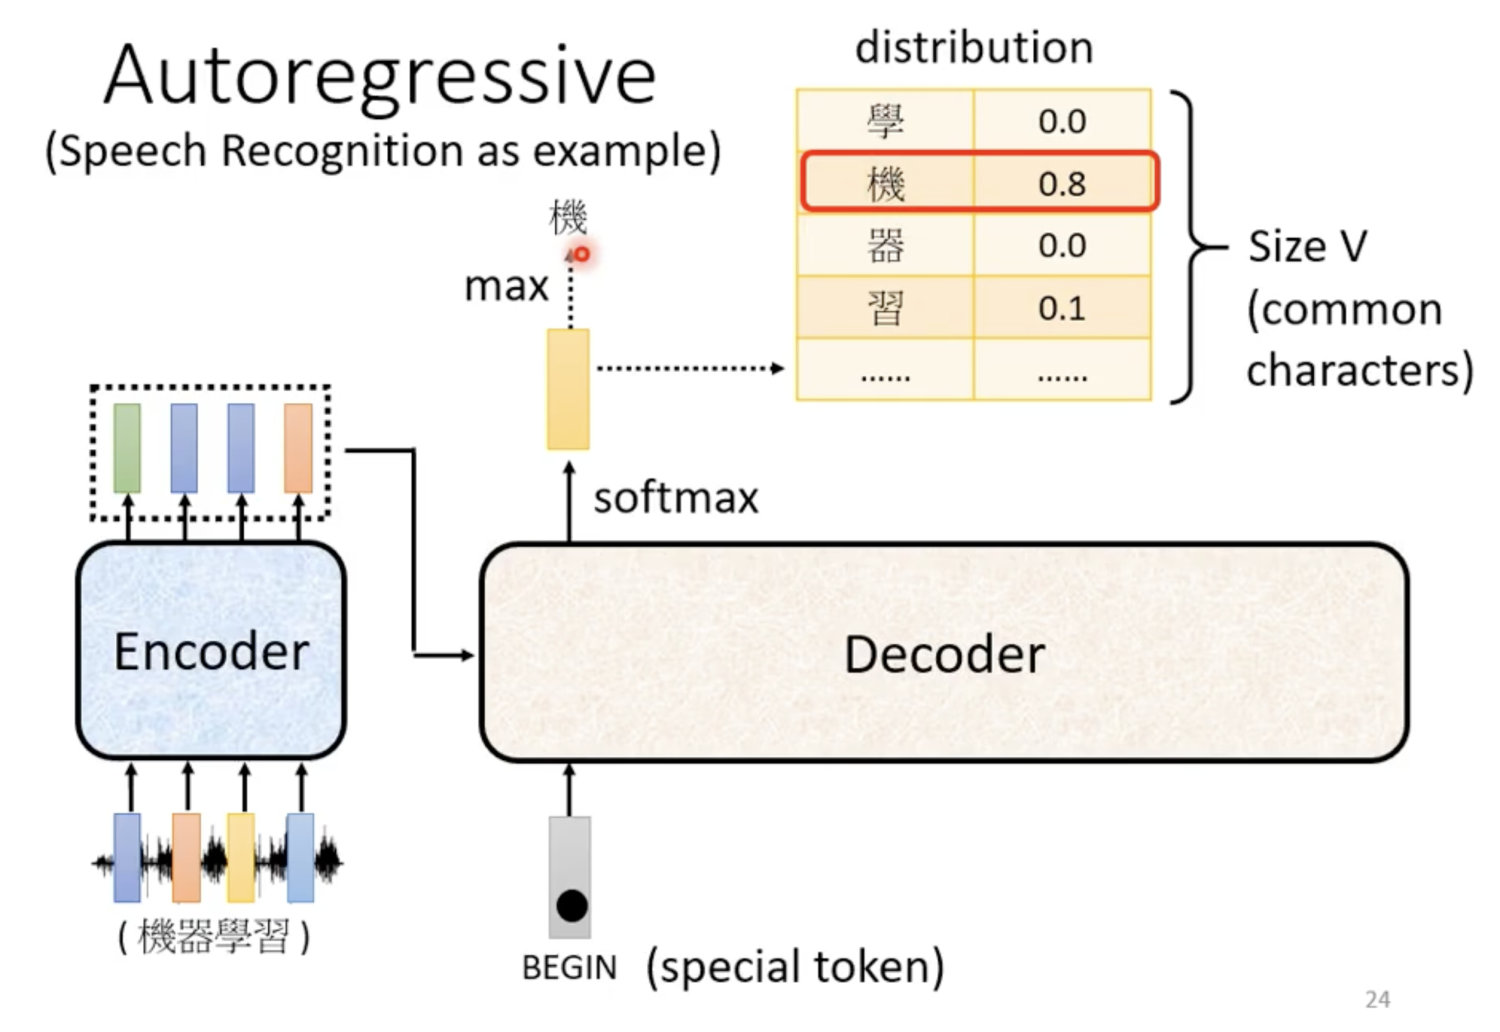 Autoregressive
(Speech Recognition as example)
distribution
學 0.0
機 0.8
器 0.0
習 0.1
...... ......
Size V
(common
characters)
機
max
softmax
Encoder
Decoder
( 機器學習 )
BEGIN (special token)
24